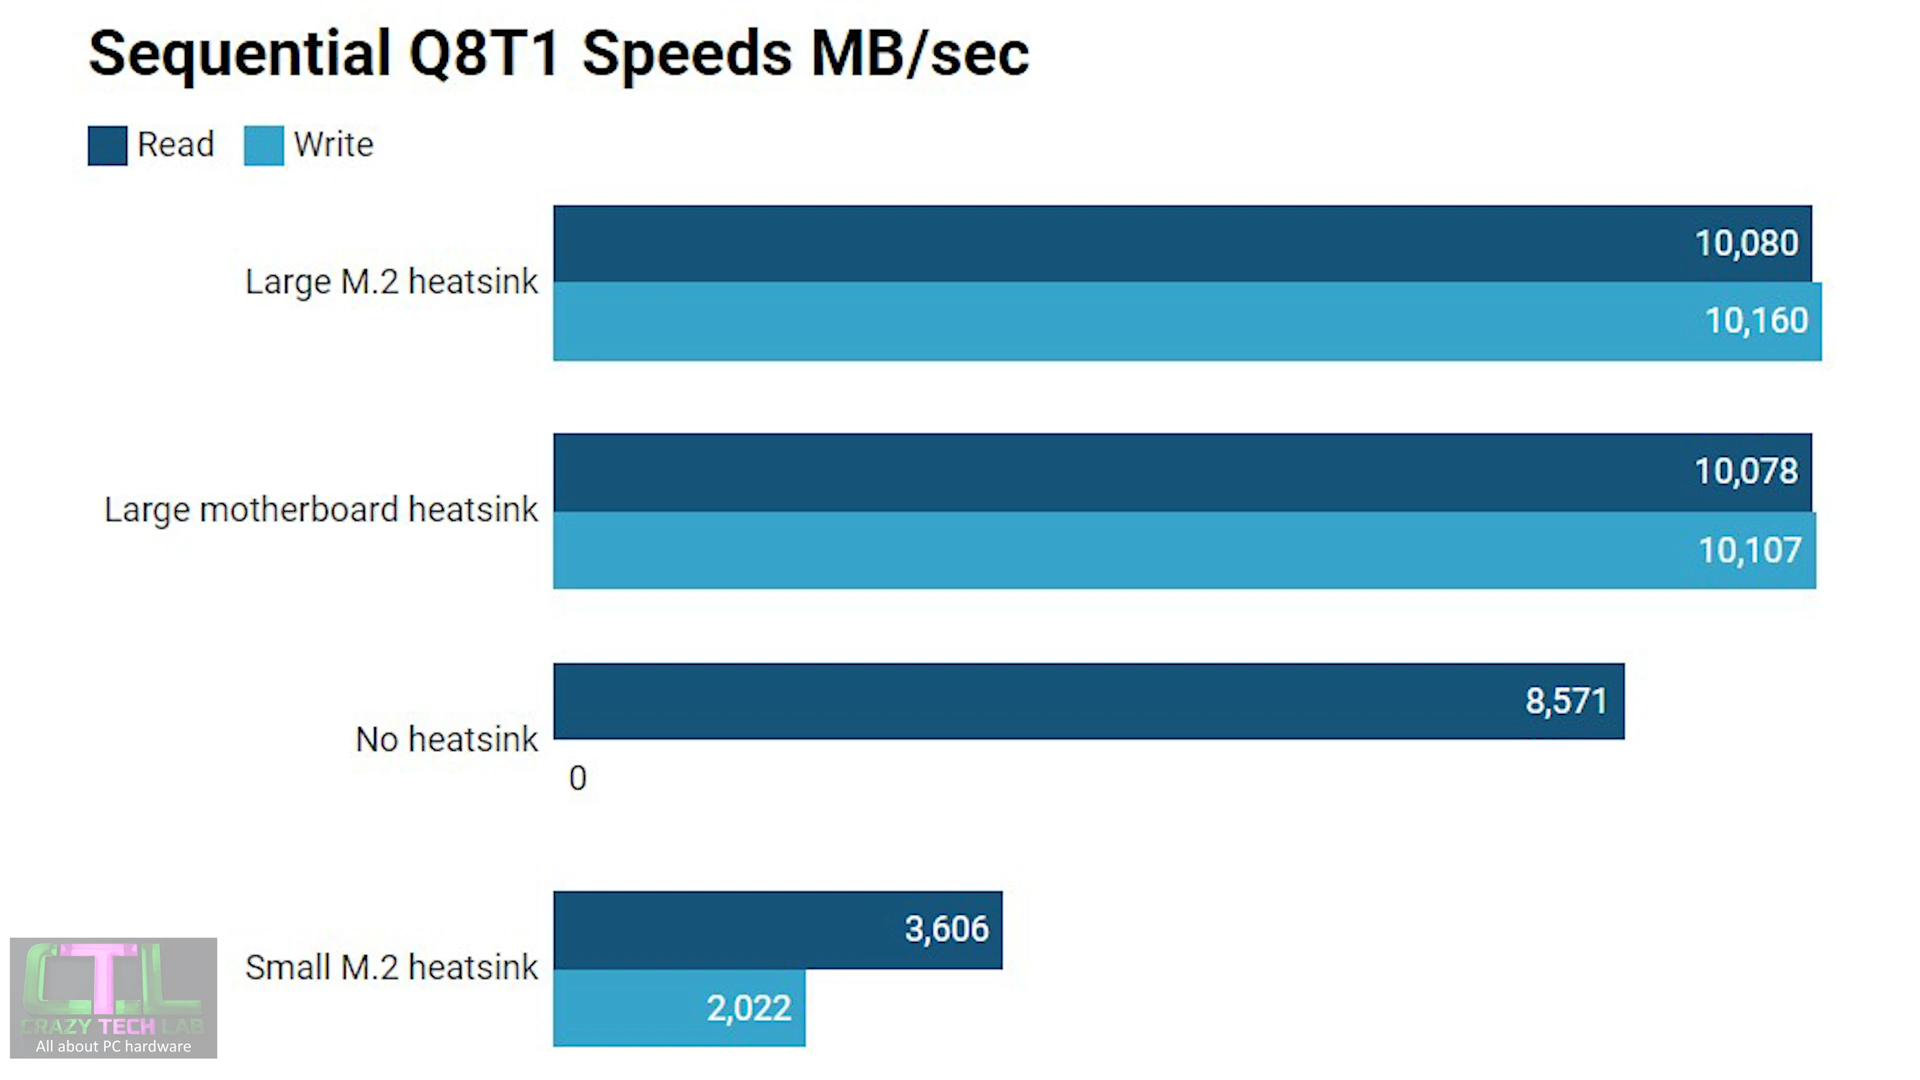 Sequential Q8T1 Speeds MB/sec
Read Write
Large M.2 heatsink
10,080
10,160
Large motherboard heatsink
10,078
10,107
No heatsink
8,571
0
Small M.2 heatsink
3,606
2,022
CTL
CRAZY TECH LAB
All about PC hardware